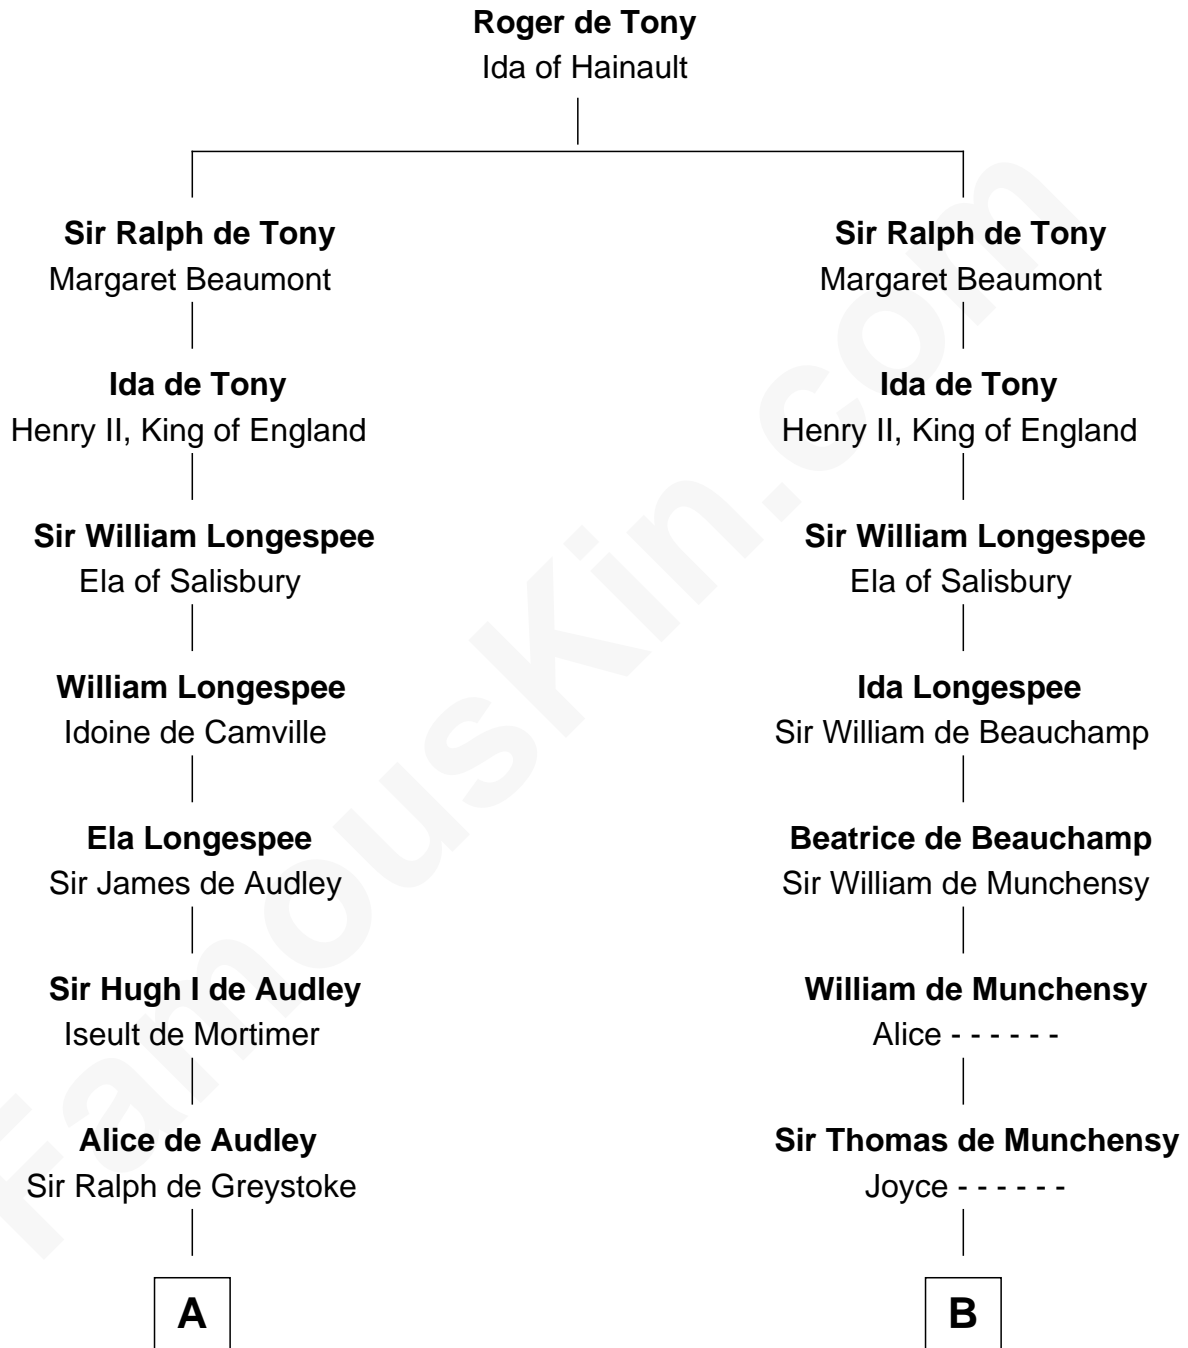 Roger de Tony
Ida of Hainault
Sir Ralph de Tony
Margaret Beaumont
Ida de Tony
Henry II, King of England
Sir William Longespee
Ela of Salisbury
William Longespee
Idoine de Camville
Ela Longespee
Sir James de Audley
Sir Hugh I de Audley
Iseult de Mortimer
Alice de Audley
Sir Ralph de Greystoke
A
Sir Ralph de Tony
Margaret Beaumont
Ida de Tony
Henry II, King of England
Sir William Longespee
Ela of Salisbury
Ida Longespee
Sir William de Beauchamp
Beatrice de Beauchamp
Sir William de Munchensy
William de Munchensy
Alice - - - - - -
Sir Thomas de Munchensy
Joyce - - - - - -
B
FamousKin.com